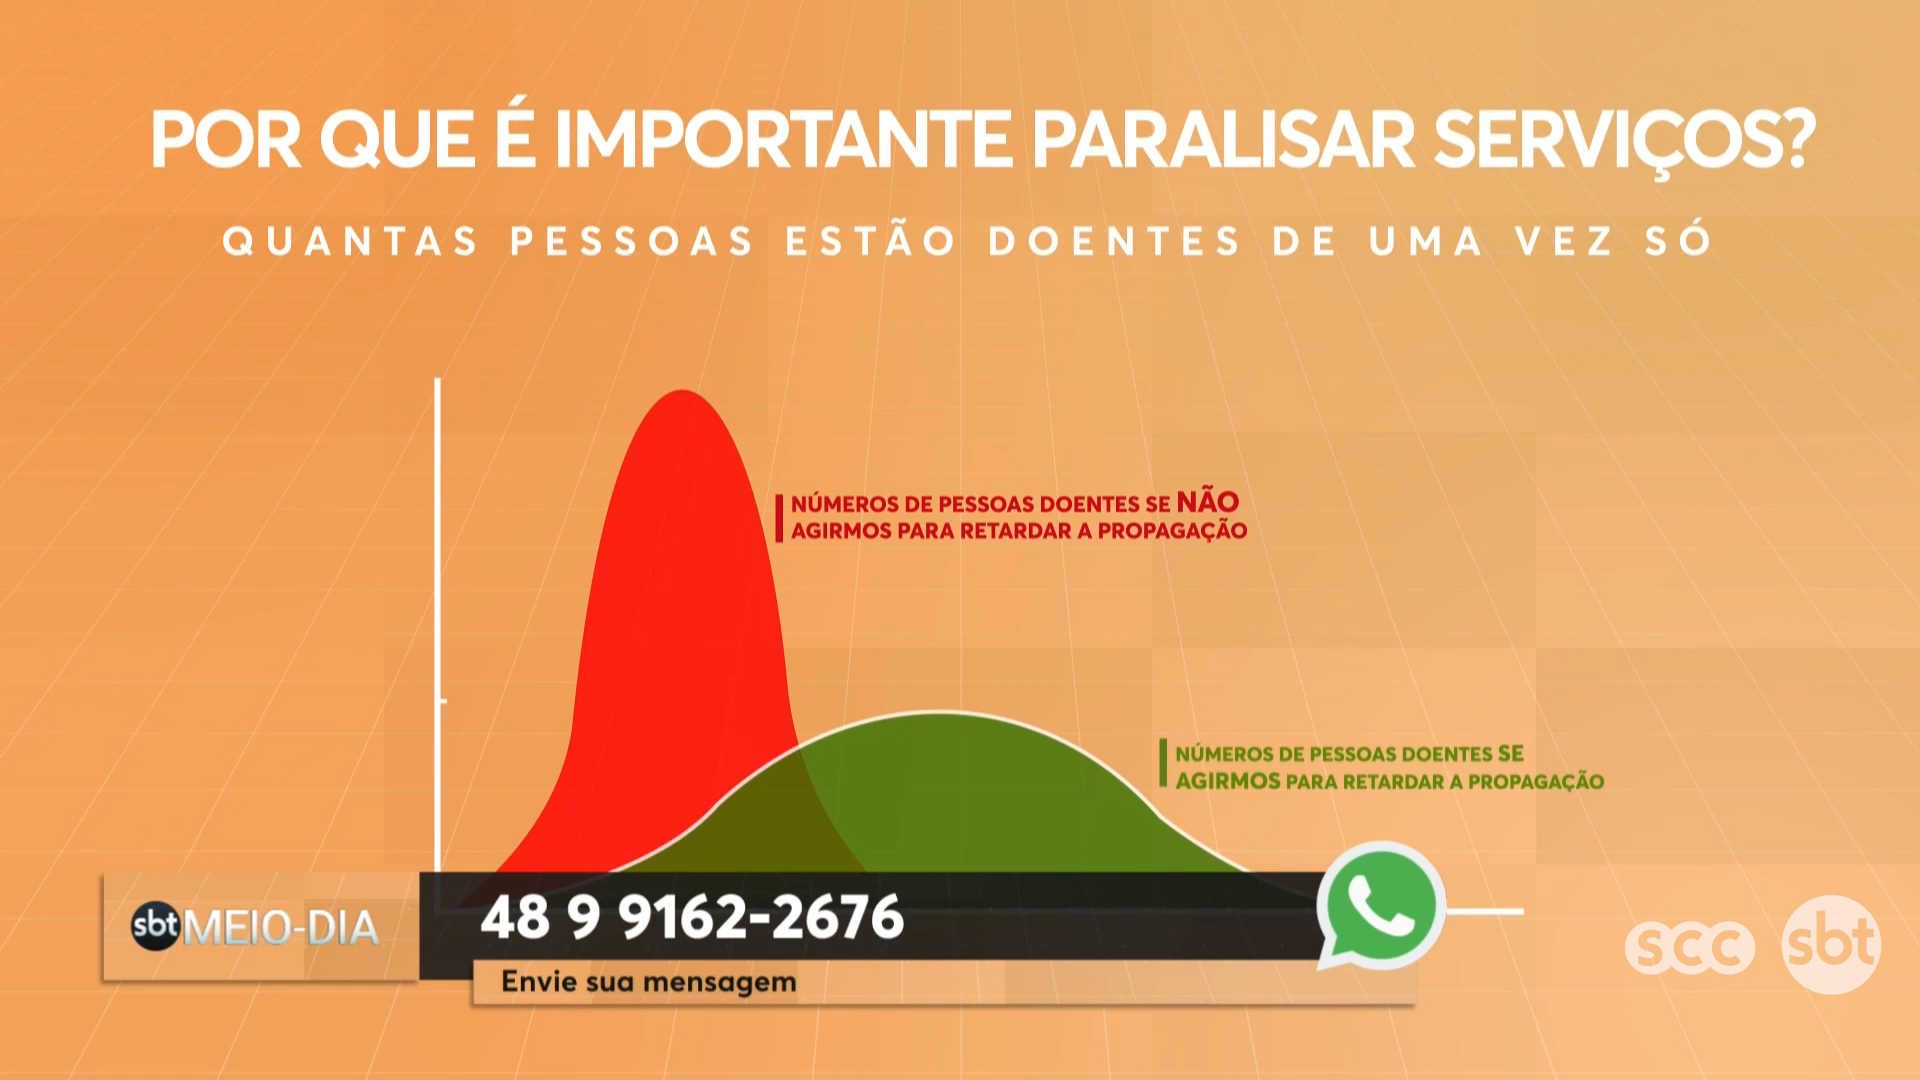 POR QUE É IMPORTANTE PARALISAR SERVIÇOS?
QUANTAS PESSOAS ESTÃO DOENTES DE UMA VEZ SÓ
NÚMEROS DE PESSOAS DOENTES SE NÃO
AGIRMOS PARA RETARDAR A PROPAGAÇÃO
NÚMEROS DE PESSOAS DOENTES SE
AGIRMOS PARA RETARDAR A PROPAGAÇÃO
sbt MEIO-DIA
48 9 9162-2676
Envie sua mensagem
scc sbt